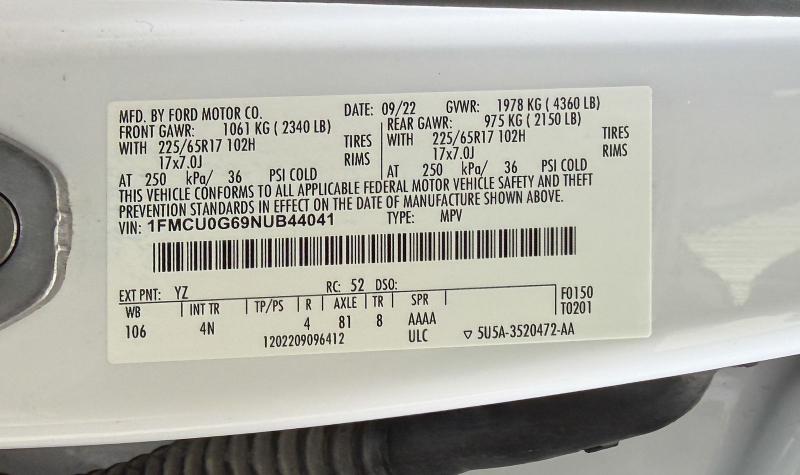 MFD. BY FORD MOTOR CO. DATE: 09/22 GVWR: 1978 KG ( 4360 LB)
FRONT GAWR: 1061 KG ( 2340 LB) REAR GAWR: 975 KG ( 2150 LB)
WITH 225/65R17 102H TIRES WITH 225/65R17 102H TIRES
17x7.0J RIMS 17x7.0J RIMS
AT 250 kPa/ 36 PSI COLD AT 250 kPa/ 36 PSI COLD
THIS VEHICLE CONFORMS TO ALL APPLICABLE FEDERAL MOTOR VEHICLE SAFETY AND THEFT
PREVENTION STANDARDS IN EFFECT ON THE DATE OF MANUFACTURE SHOWN ABOVE.
VIN: 1FMCU0G69NUB44041 TYPE: MPV
EXT PNT: YZ RC: 52 DSO: F0150
WB INT TR TP/PS R AXLE TR SPR T0201
106 4N 4 81 8 AAAA
1202209096412 ULC ▽ 5U5A-3520472-AA